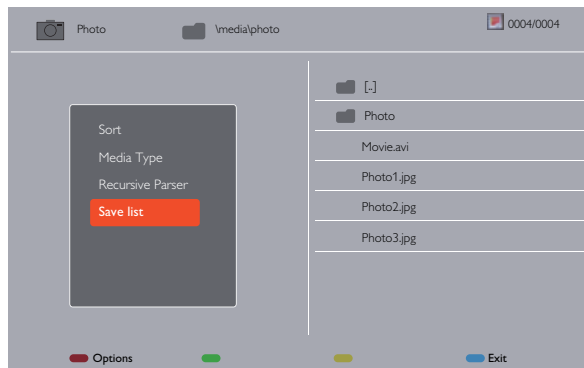 Photo
\media\photo
0004/0004
[..]
Photo
Movie.avi
Photo1.jpg
Photo2.jpg
Photo3.jpg
Sort
Media Type
Recursive Parser
Save list
Options
Exit